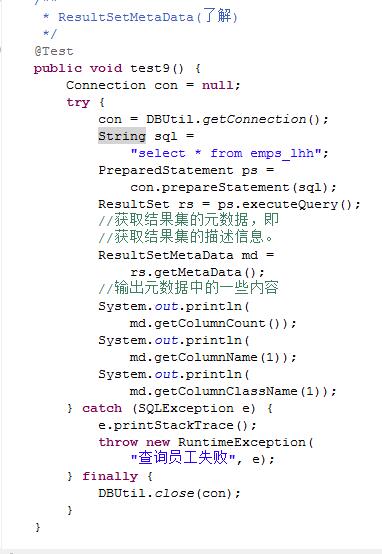 /**
 * ResultSetMetaData(了解)
 */
@Test
public void test9() {
    Connection con = null;
    try {
        con = DBUtil.getConnection();
        String sql =
            "select * from emps_lhh";
        PreparedStatement ps =
            con.prepareStatement(sql);
        ResultSet rs = ps.executeQuery();
        //获取结果集的元数据，即
        //获取结果集的描述信息。
        ResultSetMetaData md =
            rs.getMetaData();
        //输出元数据中的一些内容
        System.out.println(
            md.getColumnCount());
        System.out.println(
            md.getColumnName(1));
        System.out.println(
            md.getColumnClassName(1));
    } catch (SQLException e) {
        e.printStackTrace();
        throw new RuntimeException(
            "查询员工失败", e);
    } finally {
        DBUtil.close(con);
    }
}